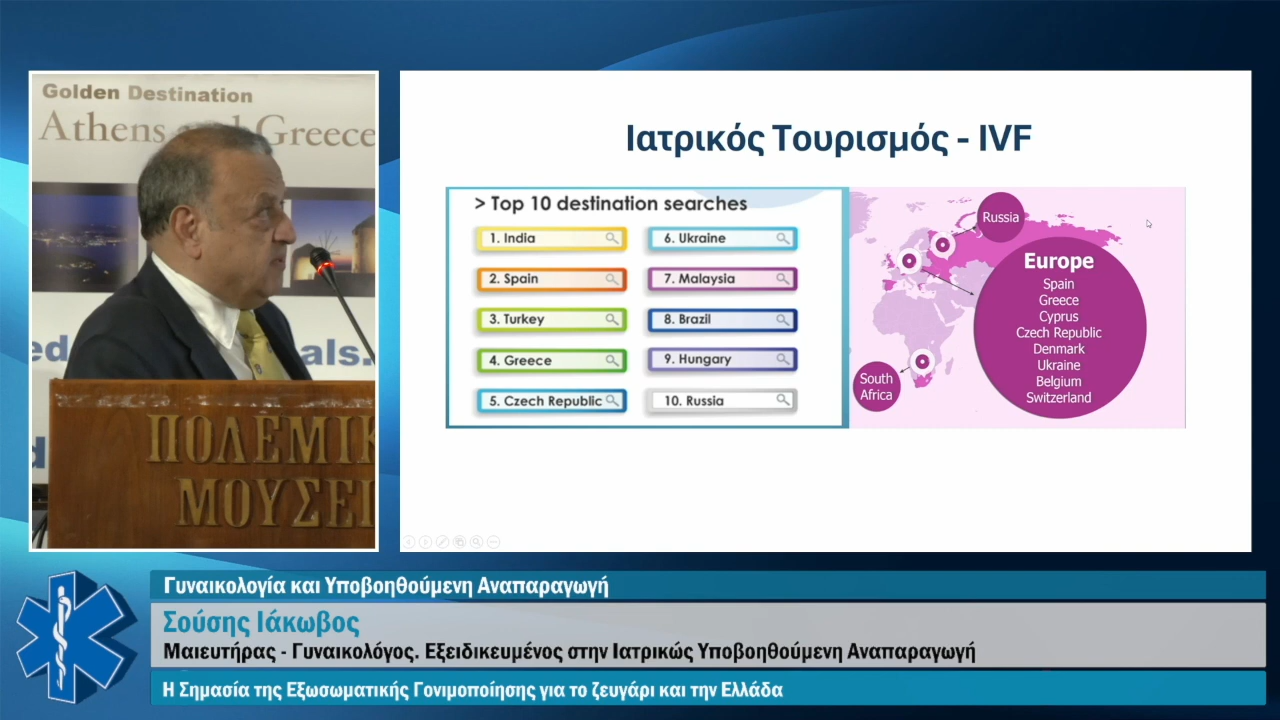 Golden Destination
Athens and Greece
als.
ΠΟΛΕΜΙΚ
ΜΟΥΣΕΙ
Ιατρικός Τουρισμός - IVF
> Top 10 destination searches
1. India
2. Spain
3. Turkey
4. Greece
5. Czech Republic
6. Ukraine
7. Malaysia
8. Brazil
9. Hungary
10. Russia
Russia
Europe
Spain
Greece
Cyprus
Czech Republic
Denmark
Ukraine
Belgium
Switzerland
South
Africa
Γυναικολογία και Υποβοηθούμενη Αναπαραγωγή
Σούσης Ιάκωβος
Μαιευτήρας - Γυναικολόγος. Εξειδικευμένος στην Ιατρικώς Υποβοηθούμενη Αναπαραγωγή
Η Σημασία της Εξωσωματικής Γονιμοποίησης για το ζευγάρι και την Ελλάδα